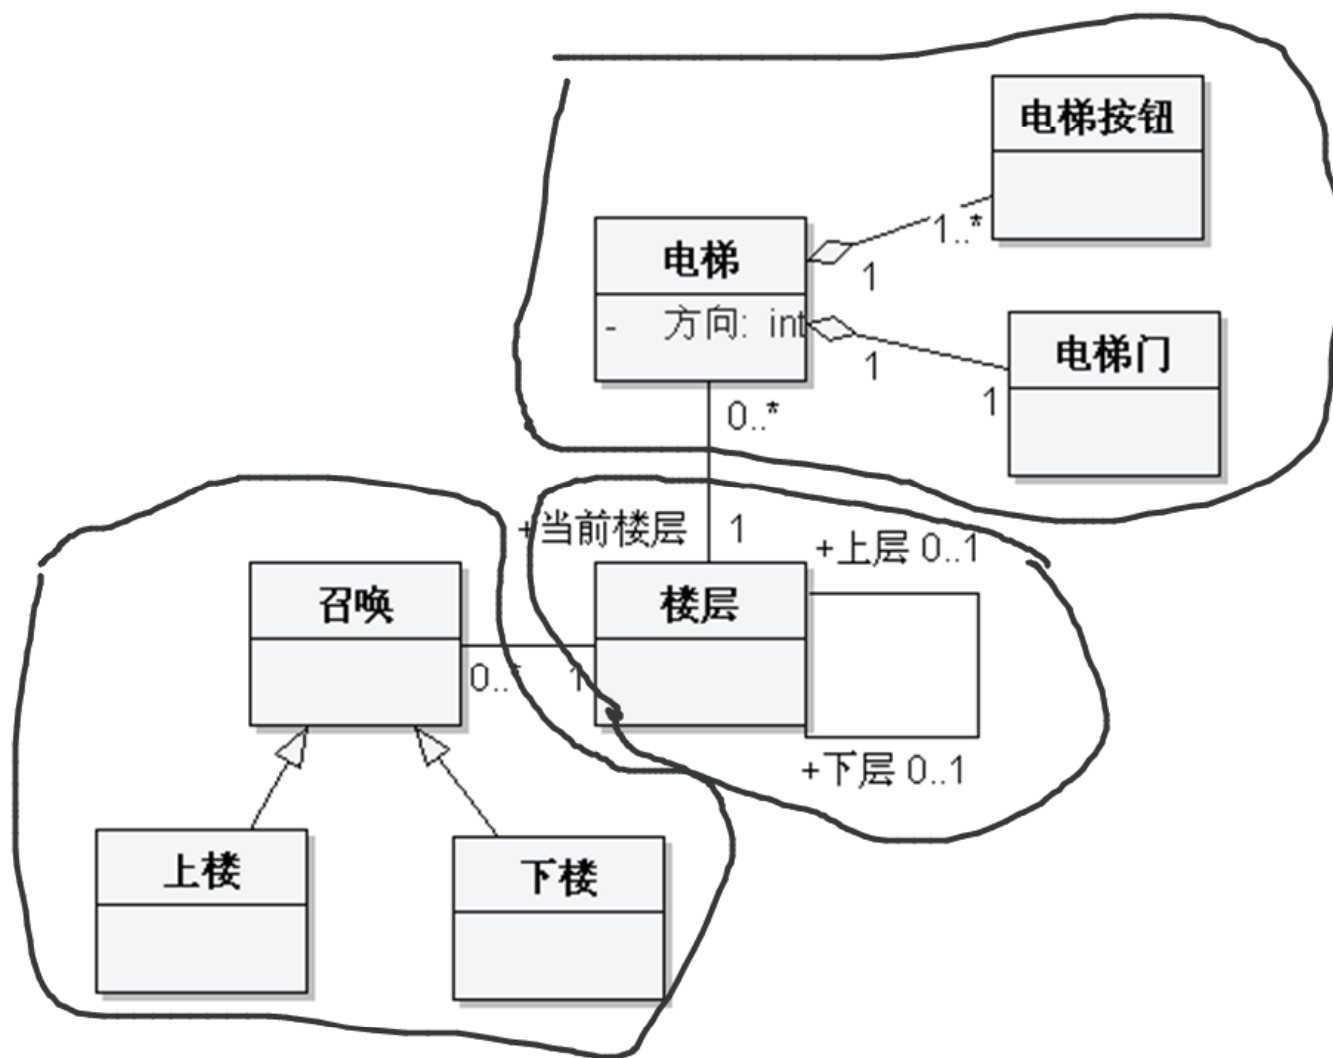 电梯按钮
电梯
1..*
1
- 方向: int
电梯门
1
1
0..*
+当前楼层
1
+上层 0..1
召唤
楼层
0..*
1
+下层 0..1
上楼
下楼